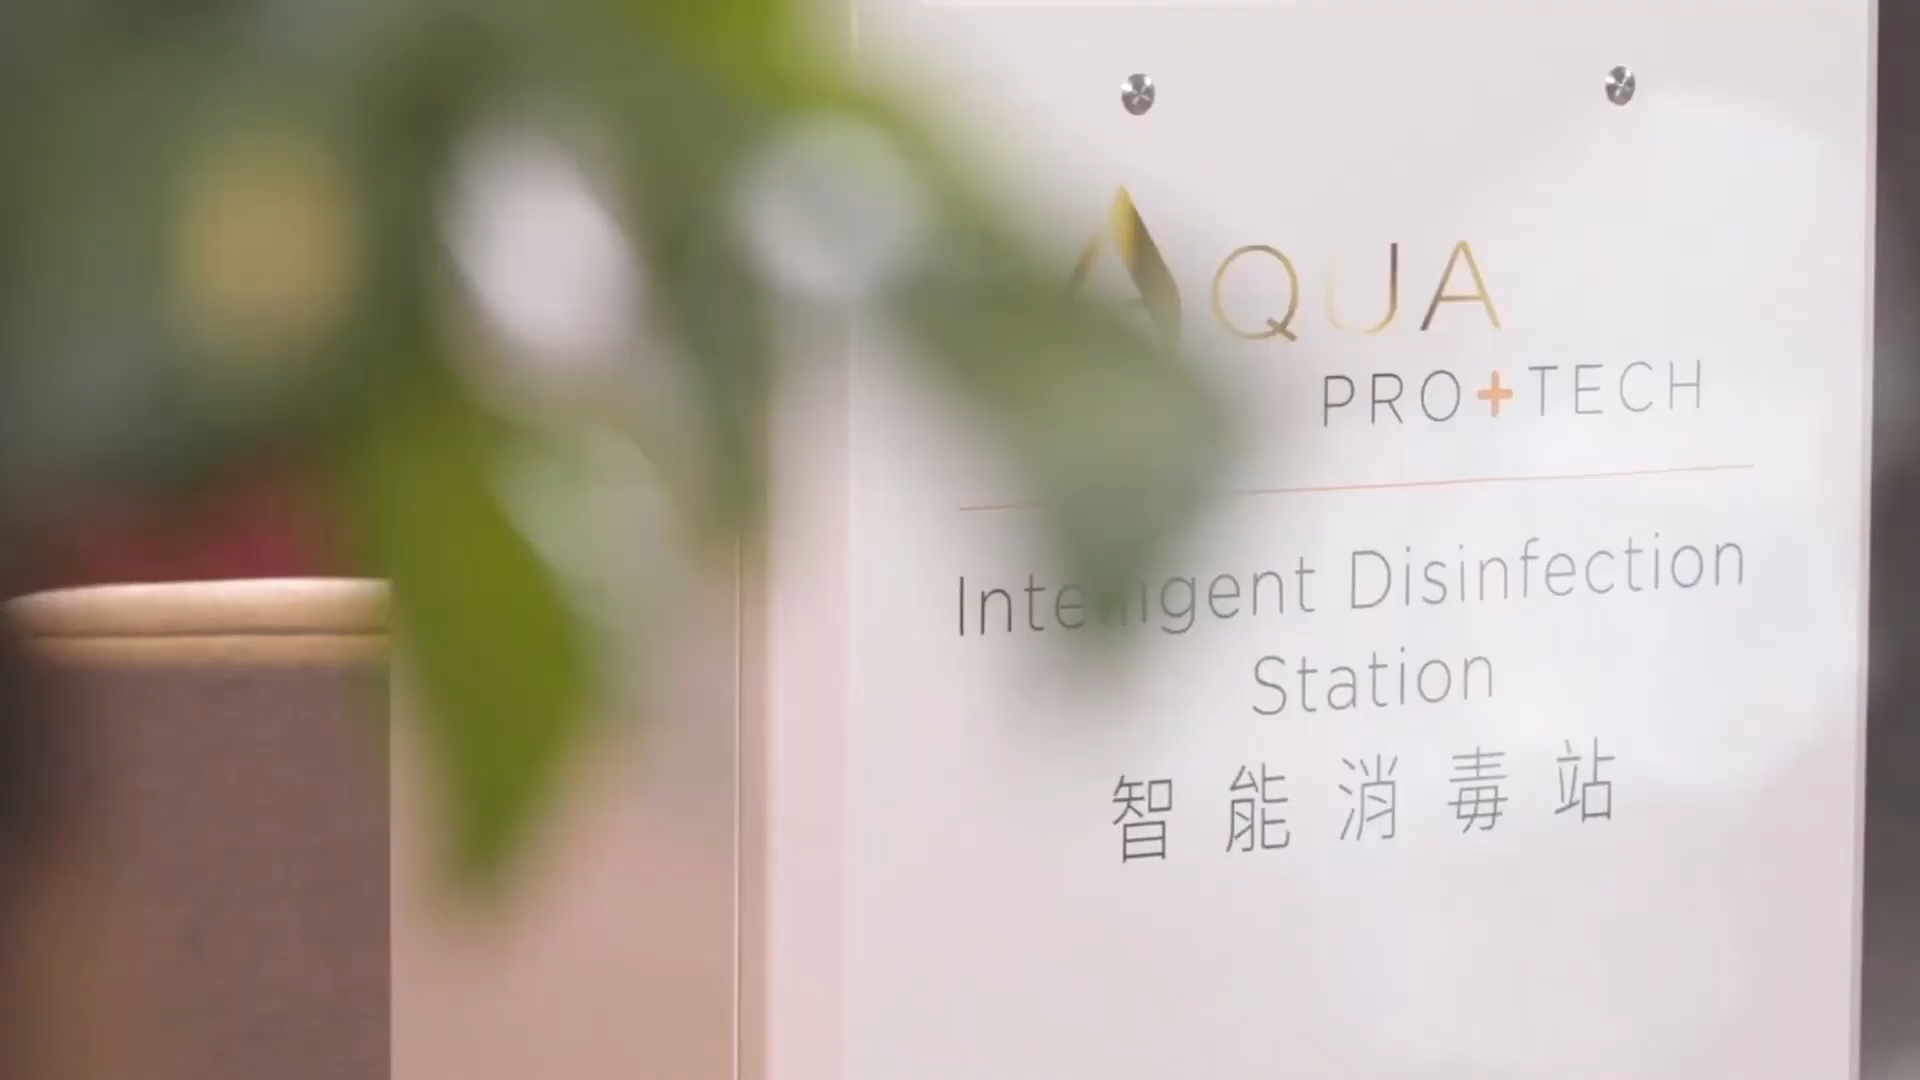 AQUA
PRO+TECH
Intelligent Disinfection
Station
智能消毒站